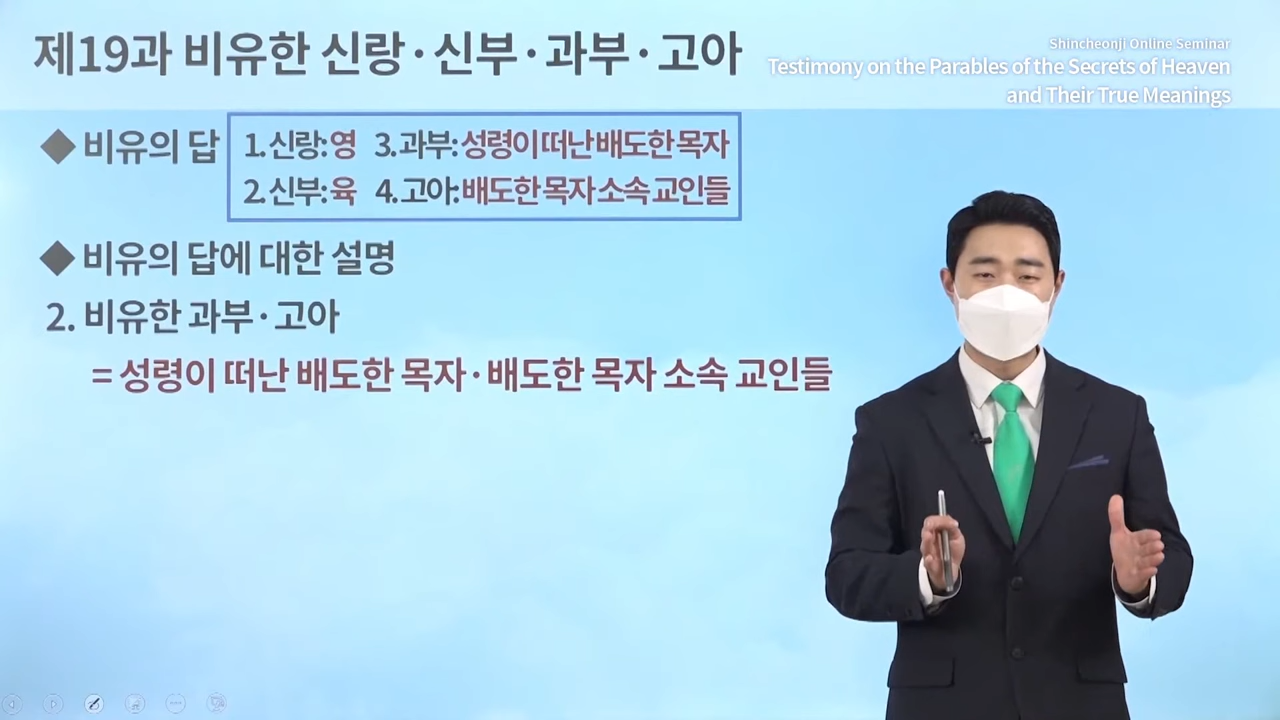 제19과 비유한 신랑·신부·과부·고아
Shincheonji Online Seminar
Testimony on the Parables of the Secrets of Heaven
and Their True Meanings
◆ 비유의 답
1. 신랑: 영 3. 과부: 성령이 떠난 배도한 목자
2. 신부: 육 4. 고아: 배도한 목자 소속 교인들
◆ 비유의 답에 대한 설명
2. 비유한 과부·고아
= 성령이 떠난 배도한 목자·배도한 목자 소속 교인들